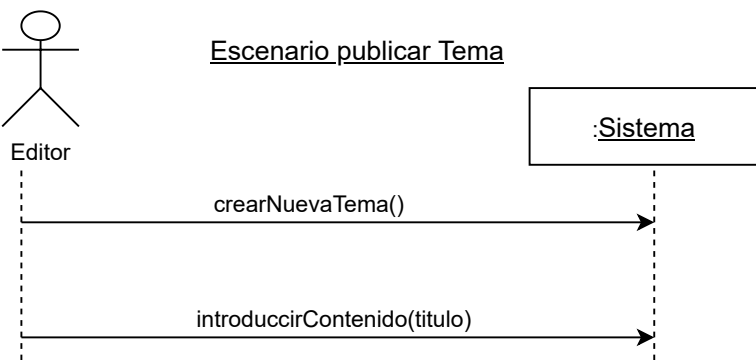 Escenario publicar Tema
:Sistema
Editor
crearNuevaTema()
introduccirContenido(titulo)